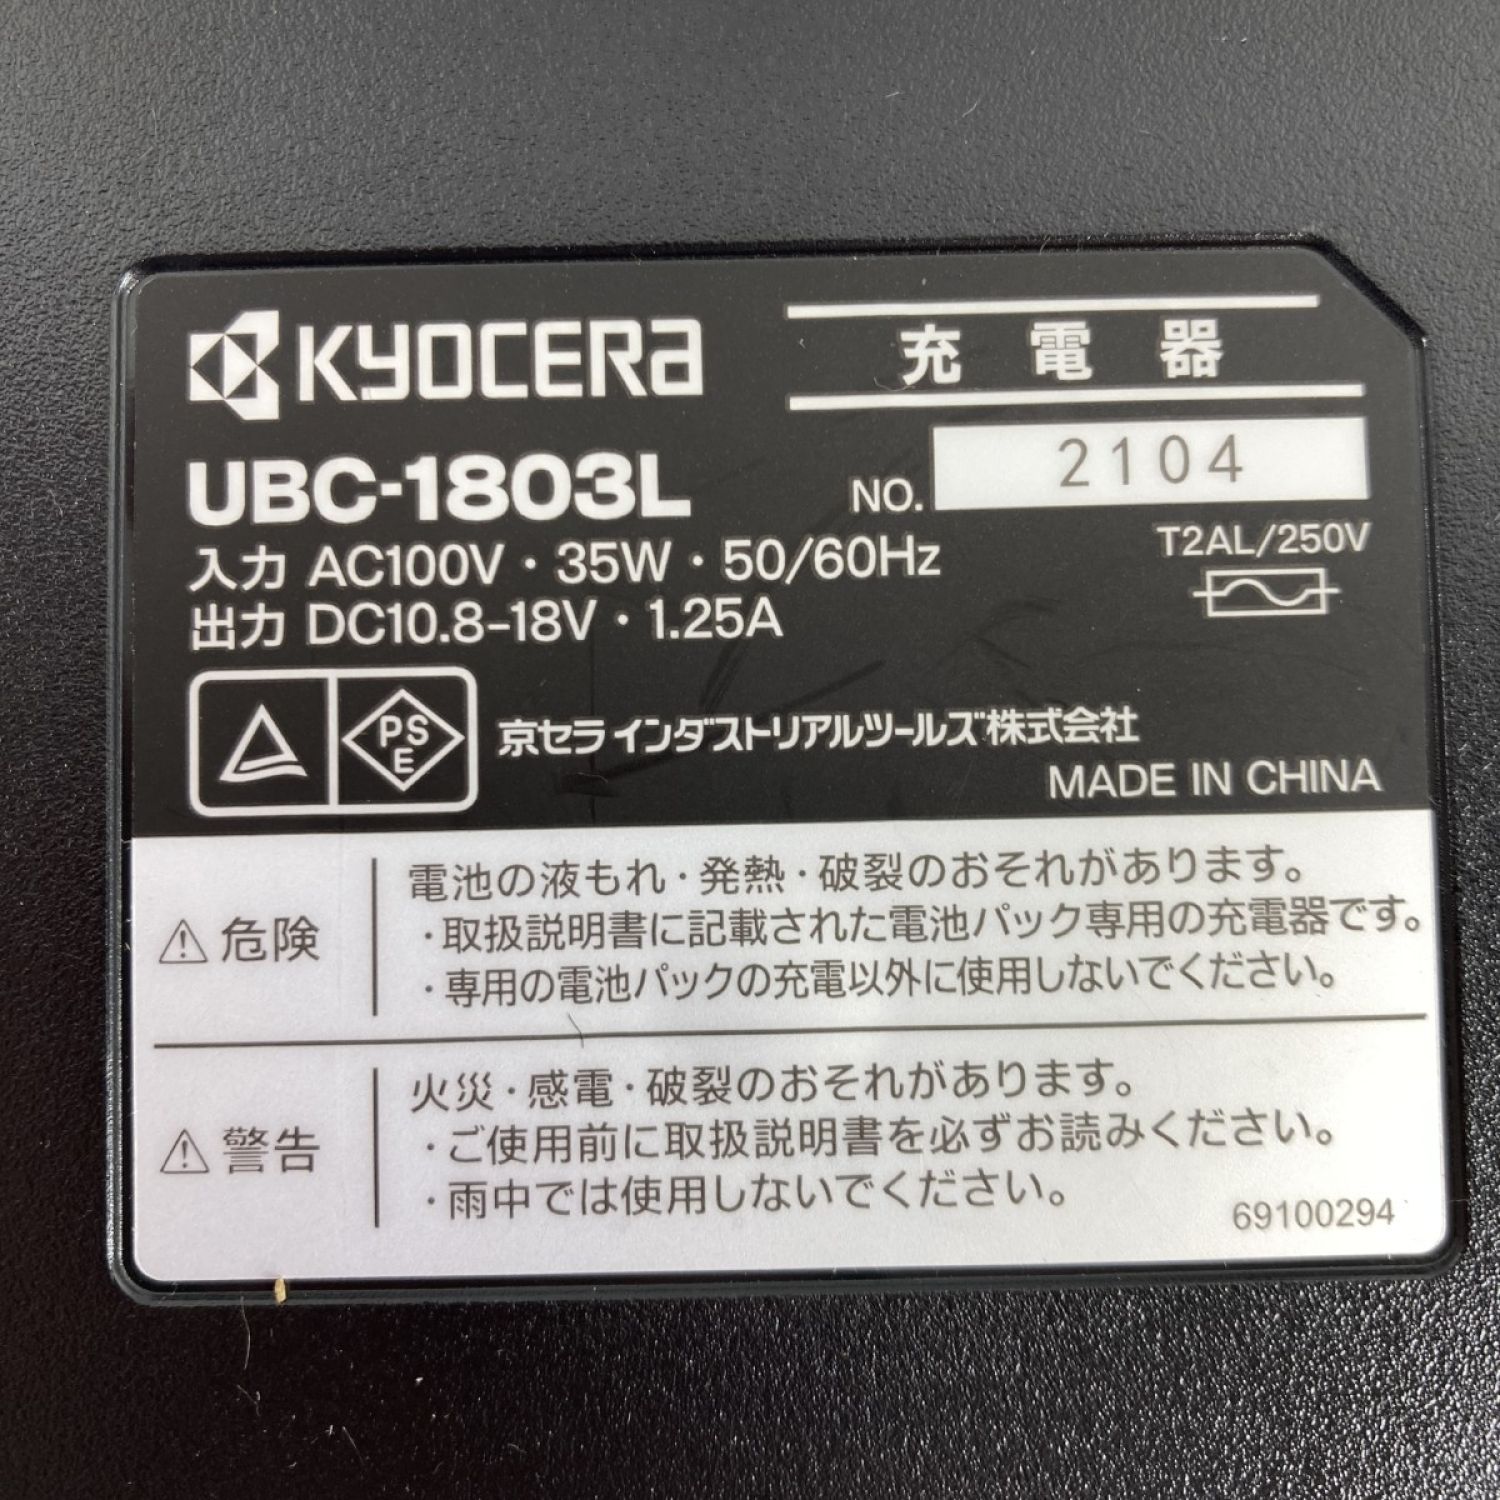 KYOCERA
充電器
UBC-1803L
NO. 2104
入力 AC100V・35W・50/60Hz
T2AL/250V
出力 DC10.8-18V・1.25A
PS
E
京セラインダストリアルツールズ株式会社
MADE IN CHINA
⚠危険
電池の液もれ・発熱・破裂のおそれがあります。
・取扱説明書に記載された電池パック専用の充電器です。
・専用の電池パックの充電以外に使用しないでください。
⚠警告
火災・感電・破裂のおそれがあります。
・ご使用前に取扱説明書を必ずお読みください。
・雨中では使用しないでください。
69100294